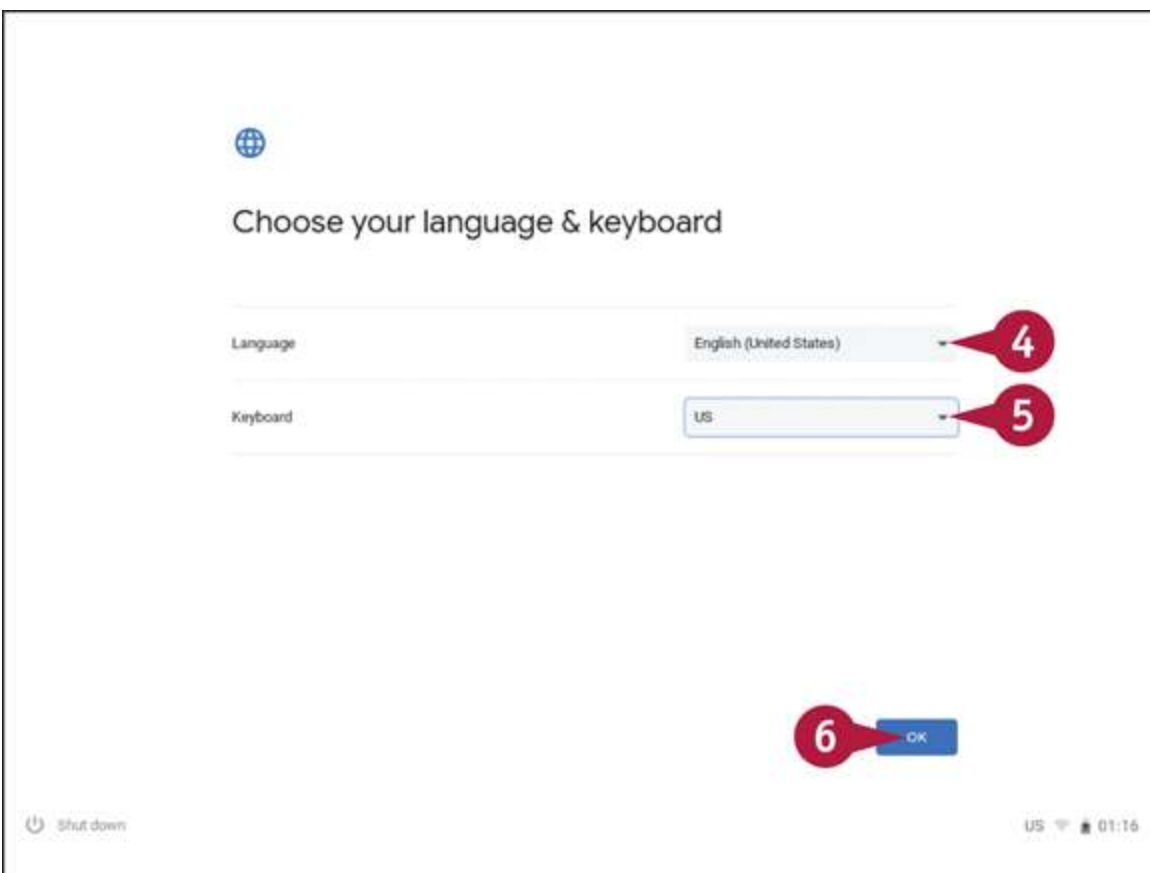 Choose your language & keyboard
Language English (United States) 4
Keyboard US 5
6 OK
Shut down US 01:16